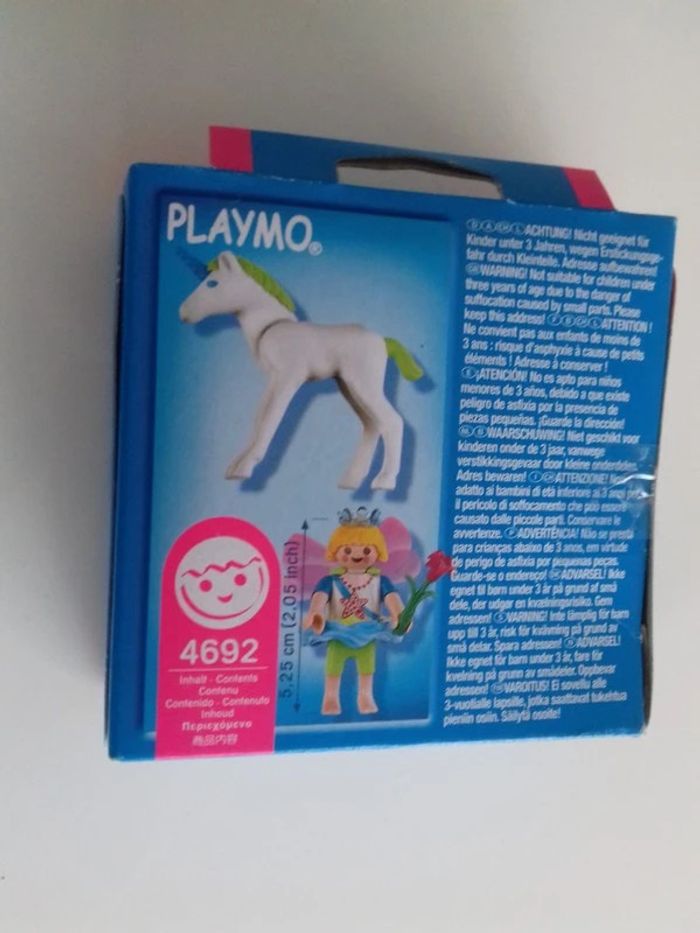 PLAYMO®
5,25 cm (2.05 inch)
4692
Inhalt · Contents
Contenu
Contenido · Contenuto
Inhoud
Περιεχόμενο
商品内容
D A CH L ACHTUNG! Nicht geeignet für
Kinder unter 3 Jahren, wegen Erstickungsge-
fahr durch Kleinteile. Adresse aufbewahren!
GB WARNING! Not suitable for children under
three years of age due to the danger of
suffocation caused by small parts. Please
keep this address! F B CH L ATTENTION !
Ne convient pas aux enfants de moins de
3 ans : risque d'asphyxie à cause de petits
éléments ! Adresse à conserver !
E ¡ATENCIÓN! No es apto para niños
menores de 3 años, debido a que existe
peligro de asfixia por la presencia de
piezas pequeñas. ¡Guarde la dirección!
NL B WAARSCHUWING! Niet geschikt voor
kinderen onder de 3 jaar, vanwege
verstikkingsgevaar door kleine onderdelen.
Adres bewaren! I CH ATTENZIONE!
adatto ai bambini di età inferiore ai 3 anni per
il pericolo di soffocamento che può essere
causato dalle piccole parti. Conservare le
avvertenze. P ADVERTÊNCIA! Não se presta
para crianças abaixo de 3 anos, em virtude
de perigo de asfixia por pequenas peças.
Guarde-se o endereço! DK ADVARSEL! Ikke
egnet til børn under 3 år på grund af små
dele, der udgør en kvælningsrisiko. Gem
adressen! S VARNING! Inte lämplig för barn
upp till 3 år, risk för kvävning på grund av
små delar. Spara adressen! N ADVARSEL!
Ikke egnet for barn under 3 år, fare for
kvelning på grunn av smådeler. Oppbevar
adressen! FIN VAROITUS! Ei sovellu alle
3-vuotialle lapsille, jotka saattavat tukehtua
pieniin osiin. Säilytä osoite!